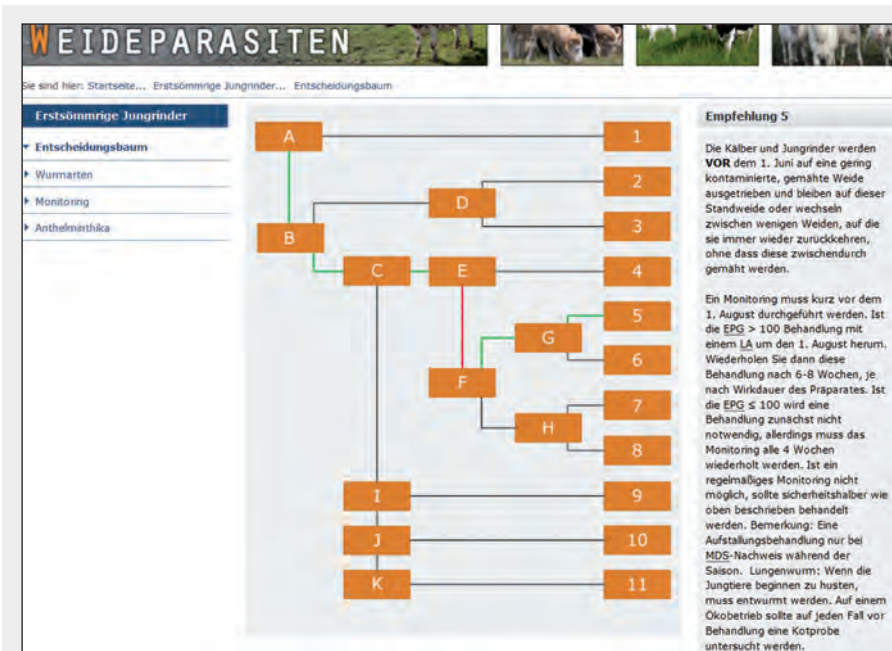 WEIDEPARASITEN
Sie sind hier: Startseite... Erstsömmrige Jungrinder... Entscheidungsbaum
Erstsömmrige Jungrinder
Entscheidungsbaum
Wurmarten
Monitoring
Anthelminthika
A
1
2
D
3
B
C
E
4
5
G
6
F
7
H
8
I
9
J
10
K
11
Empfehlung 5
Die Kälber und Jungrinder werden
VOR dem 1. Juni auf eine gering
kontaminierte, gemähte Weide
ausgetrieben und bleiben auf dieser
Standweide oder wechseln
zwischen wenigen Weiden, auf die
sie immer wieder zurückkehren,
ohne dass diese zwischendurch
gemäht werden.
Ein Monitoring muss kurz vor dem
1. August durchgeführt werden. Ist
die EPG > 100 Behandlung mit
einem LA um den 1. August herum.
Wiederholen Sie dann diese
Behandlung nach 6-8 Wochen, je
nach Wirkdauer des Präparates. Ist
die EPG ≤ 100 wird eine
Behandlung zunächst nicht
notwendig, allerdings muss das
Monitoring alle 4 Wochen
wiederholt werden. Ist ein
regelmäßiges Monitoring nicht
möglich, sollte sicherheitshalber wie
oben beschrieben behandelt
werden. Bemerkung: Eine
Aufstallungsbehandlung nur bei
MDS-Nachweis während der
Saison. Lungenwurm: Wenn die
Jungtiere beginnen zu husten,
muss entwurmt werden. Auf einem
Ökobetrieb sollte auf jeden Fall vor
Behandlung eine Kotprobe
untersucht werden.